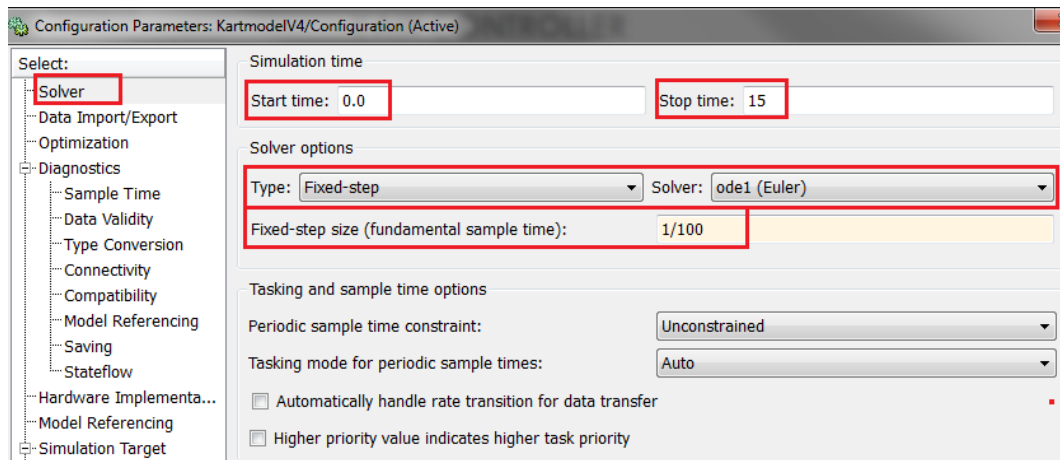 Configuration Parameters: KartmodelV4/Configuration (Active)
Select:
Solver
Data Import/Export
Optimization
Diagnostics
Sample Time
Data Validity
Type Conversion
Connectivity
Compatibility
Model Referencing
Saving
Stateflow
Hardware Implementa...
Model Referencing
Simulation Target
Simulation time
Start time: 0.0 Stop time: 15
Solver options
Type: Fixed-step Solver: ode1 (Euler)
Fixed-step size (fundamental sample time): 1/100
Tasking and sample time options
Periodic sample time constraint: Unconstrained
Tasking mode for periodic sample times: Auto
Automatically handle rate transition for data transfer
Higher priority value indicates higher task priority